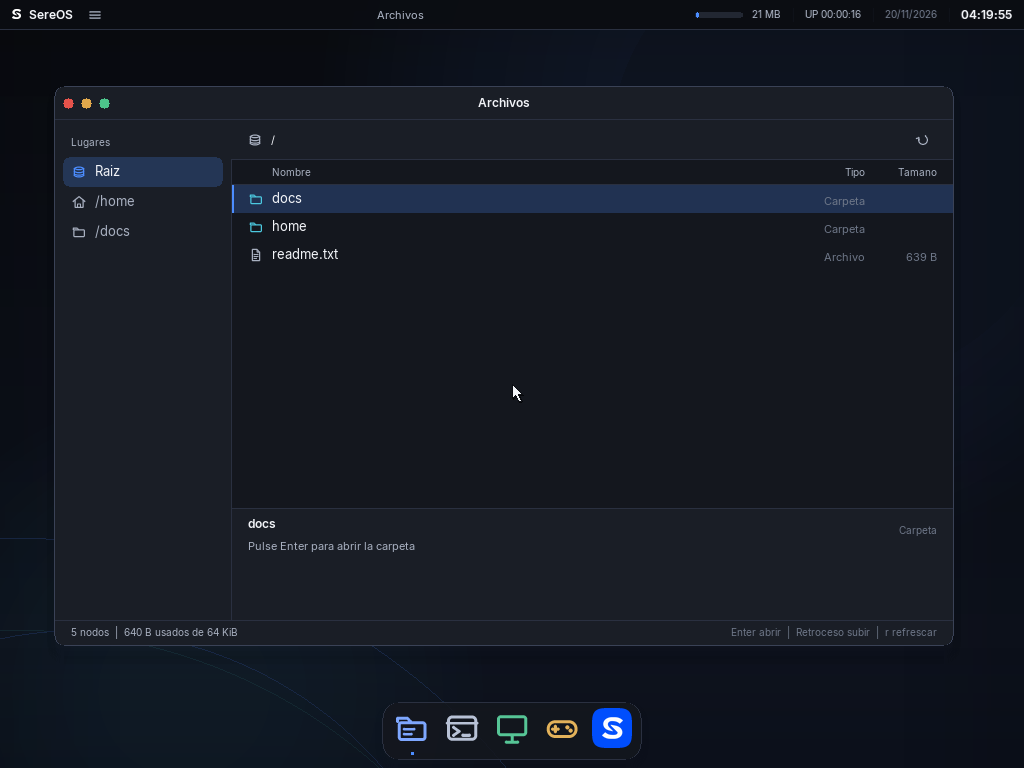 SereOS Archivos 21 MB UP 00:00:16 20/11/2026 04:19:55
Archivos
Lugares
Raiz
/home
/docs
/
Nombre Tipo Tamano
docs Carpeta
home Carpeta
readme.txt Archivo 639 B
docs Carpeta
Pulse Enter para abrir la carpeta
5 nodos | 640 B usados de 64 KiB Enter abrir | Retroceso subir | r refrescar